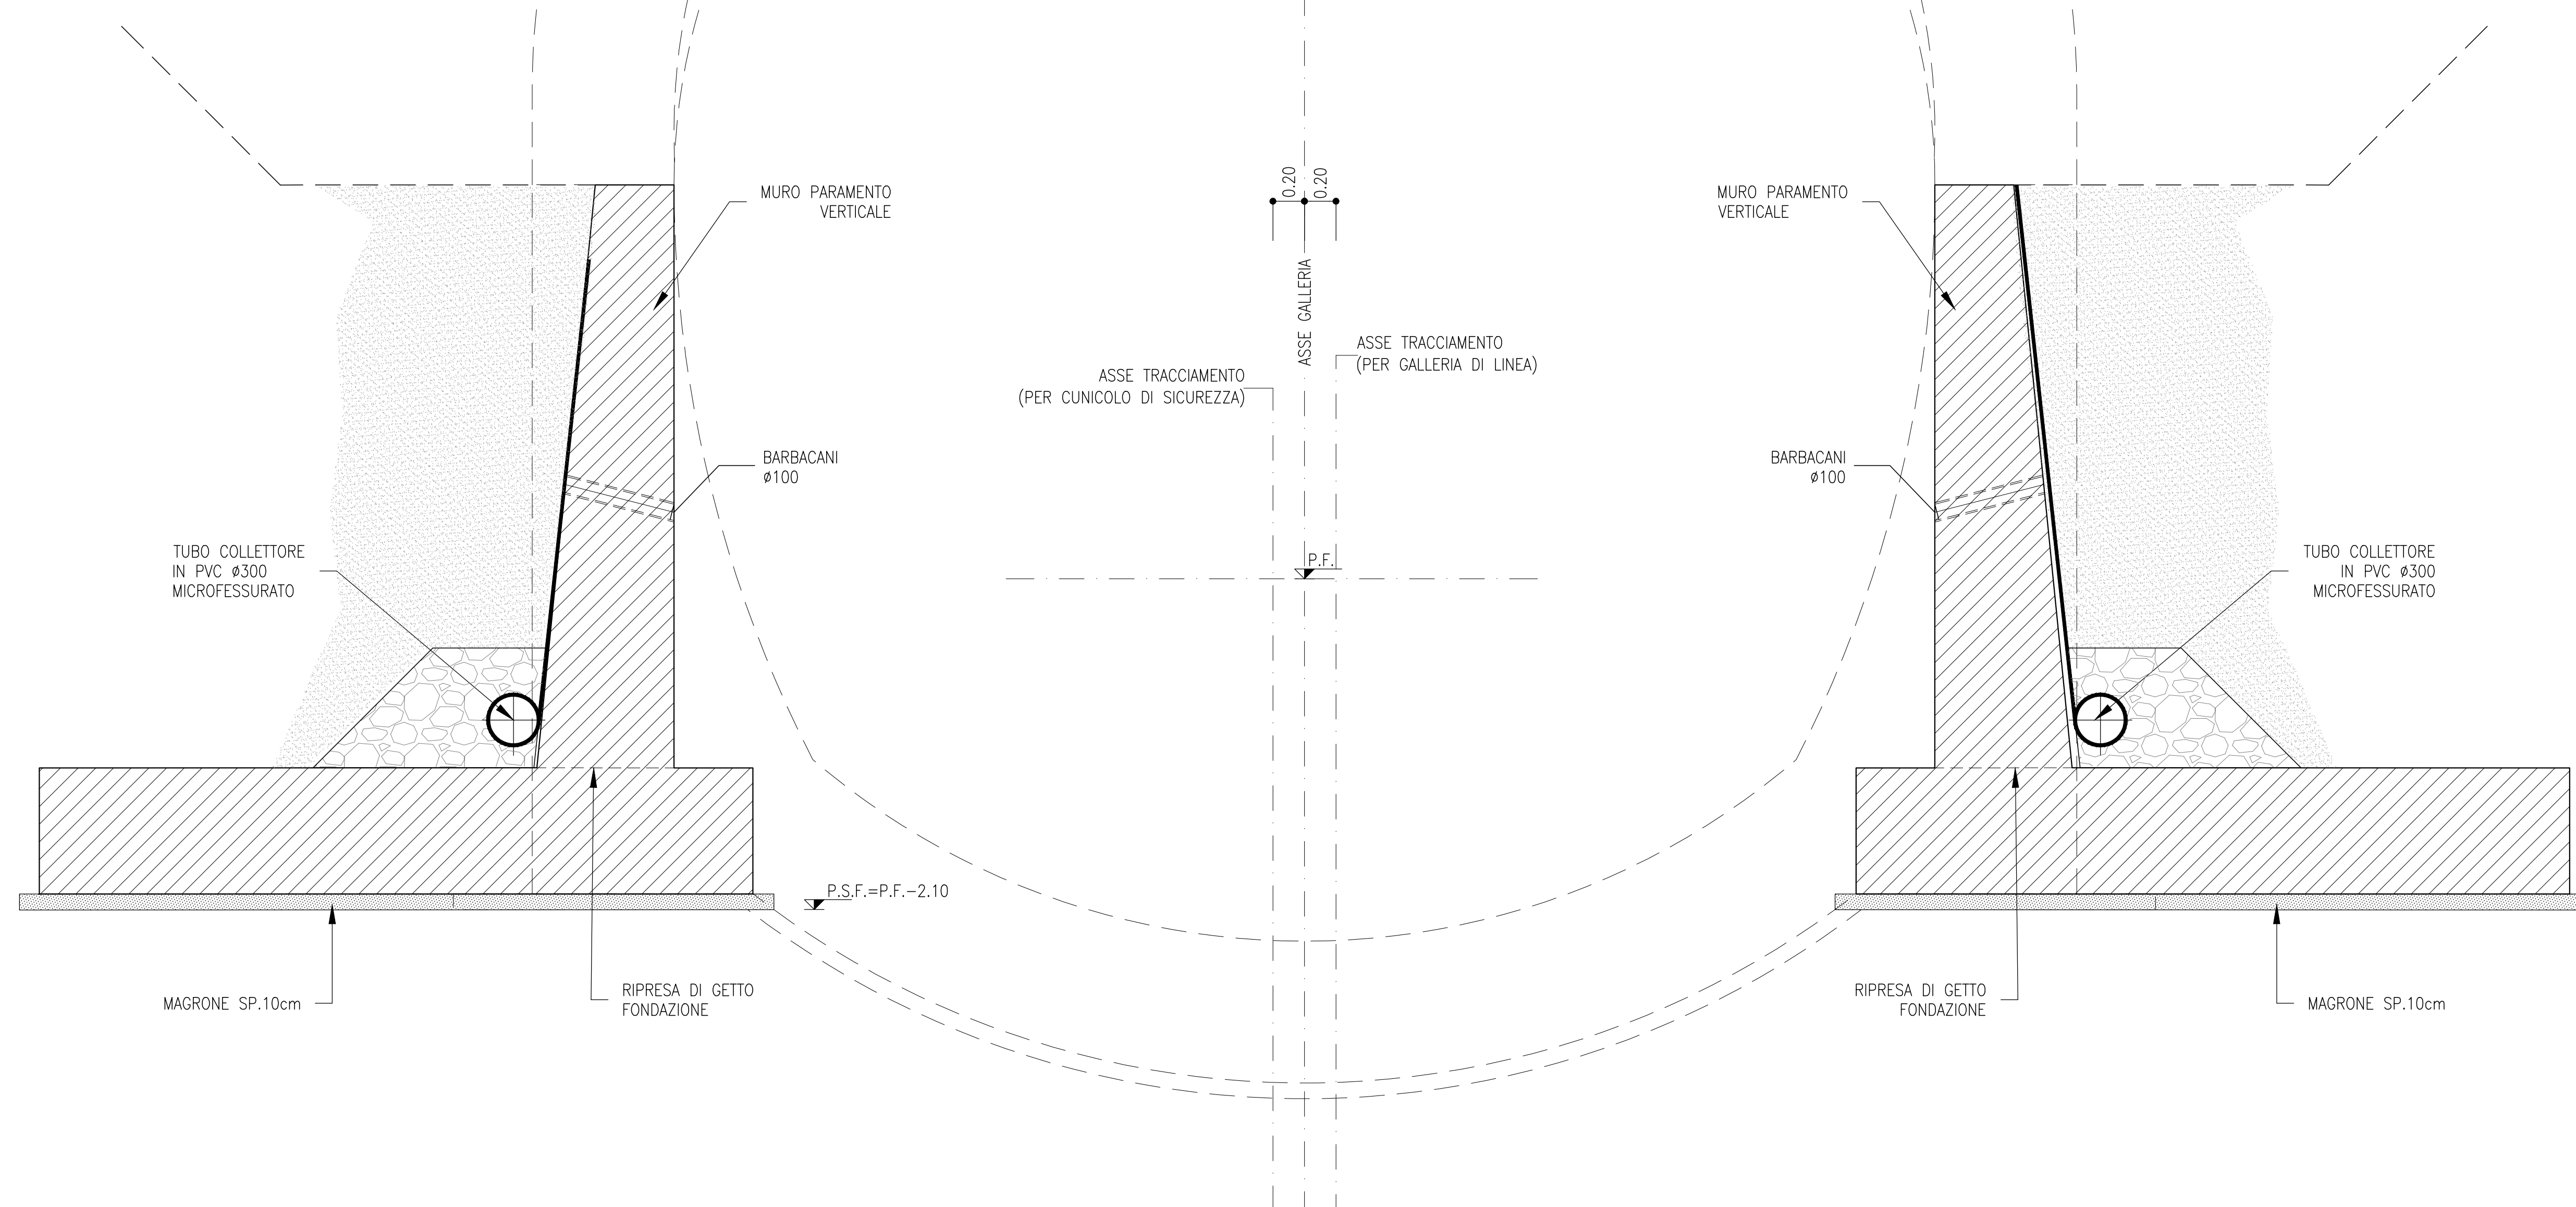 0.20
0.20
MURO PARAMENTO
VERTICALE
MURO PARAMENTO
VERTICALE
ASSE GALLERIA
ASSE TRACCIAMENTO
(PER GALLERIA DI LINEA)
ASSE TRACCIAMENTO
(PER CUNICOLO DI SICUREZZA)
BARBACANI
ø100
BARBACANI
ø100
TUBO COLLETTORE
IN PVC ø300
MICROFESSURATO
P.F.
TUBO COLLETTORE
IN PVC ø300
MICROFESSURATO
P.S.F.=P.F.-2.10
MAGRONE SP.10cm
RIPRESA DI GETTO
FONDAZIONE
RIPRESA DI GETTO
FONDAZIONE
MAGRONE SP.10cm